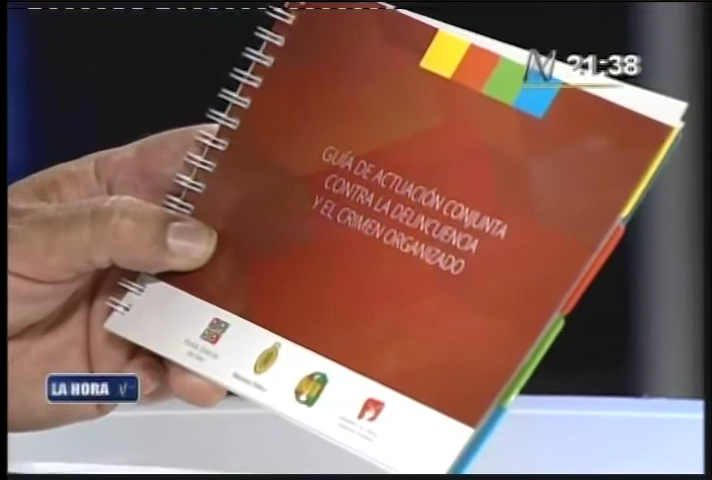 N 21:38
GUÍA DE ACTUACIÓN CONJUNTA
CONTRA LA DELINCUENCIA
Y EL CRIMEN ORGANIZADO
LA HORA N